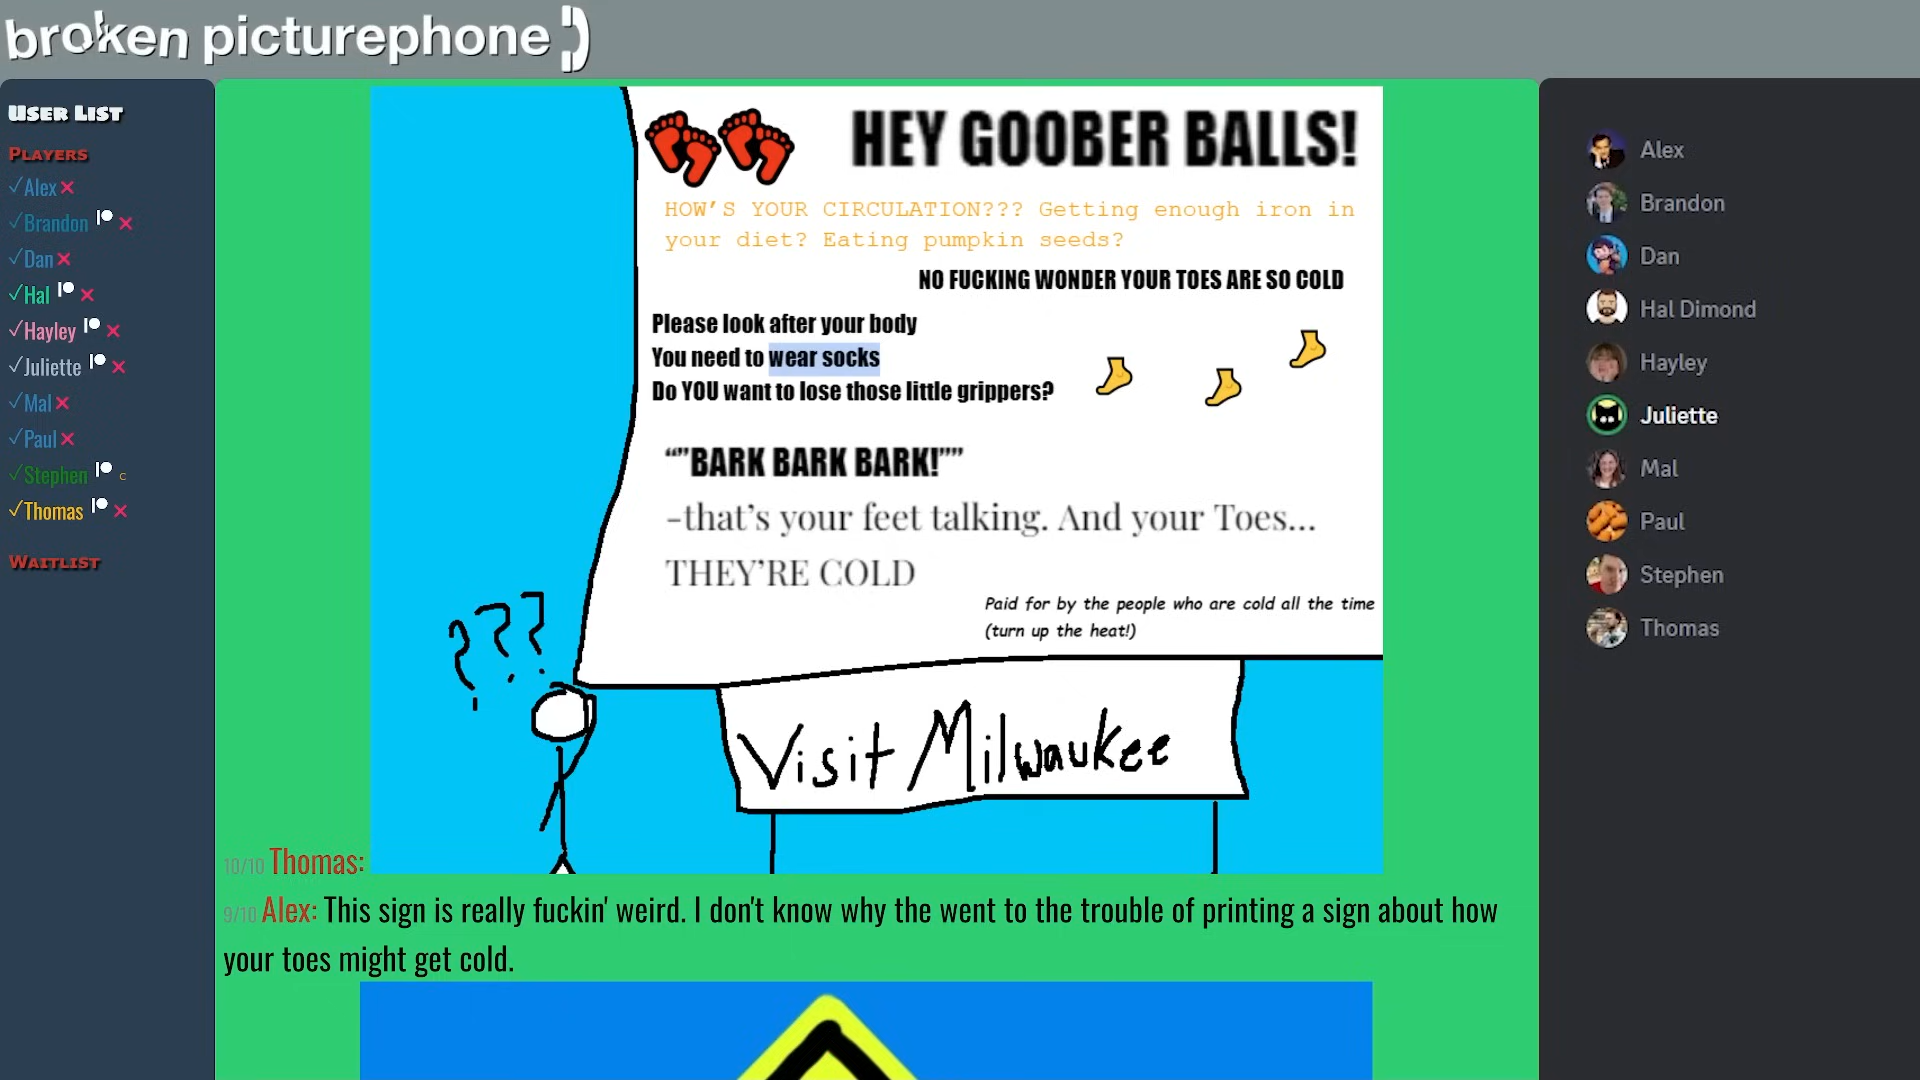 broken picturephone
User List
Players
✓Alex
✓Brandon
✓Dan
✓Hal
✓Hayley
✓Juliette
✓Mal
✓Paul
✓Stephen c
✓Thomas
Waitlist
HEY GOOBER BALLS!
HOW'S YOUR CIRCULATION??? Getting enough iron in
your diet? Eating pumpkin seeds?
NO FUCKING WONDER YOUR TOES ARE SO COLD
Please look after your body
You need to wear socks
Do YOU want to lose those little grippers?
“”BARK BARK BARK!””
-that's your feet talking. And your Toes...
THEY'RE COLD
Paid for by the people who are cold all the time
(turn up the heat!)
???
Visit Milwaukee
10/10 Thomas:
9/10 Alex: This sign is really fuckin' weird. I don't know why the went to the trouble of printing a sign about how
your toes might get cold.
Alex
Brandon
Dan
Hal Dimond
Hayley
Juliette
Mal
Paul
Stephen
Thomas